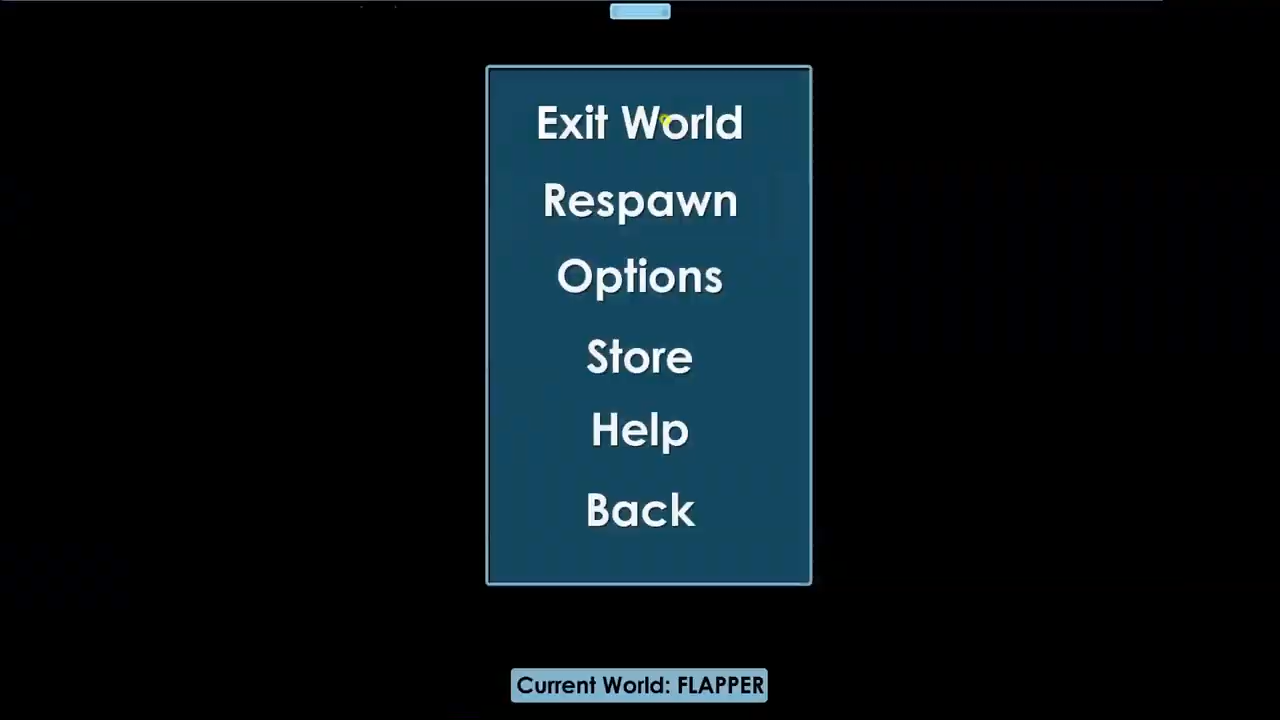 Exit World
Respawn
Options
Store
Help
Back
Current World: FLAPPER